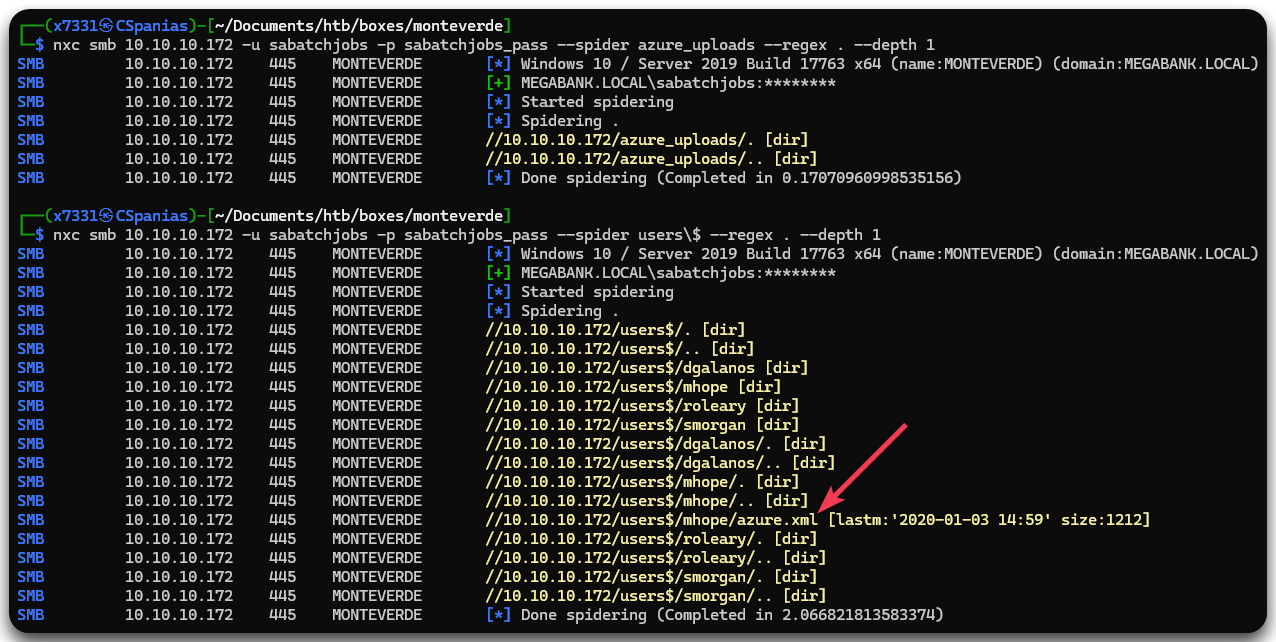 ┌──(x7331㉿CSpanias)-[~/Documents/htb/boxes/monteverde]
└─$ nxc smb 10.10.10.172 -u sabatchjobs -p sabatchjobs_pass --spider azure_uploads --regex . --depth 1
SMB 10.10.10.172 445 MONTEVERDE [*] Windows 10 / Server 2019 Build 17763 x64 (name:MONTEVERDE) (domain:MEGABANK.LOCAL)
SMB 10.10.10.172 445 MONTEVERDE [+] MEGABANK.LOCAL\sabatchjobs:********
SMB 10.10.10.172 445 MONTEVERDE [*] Started spidering
SMB 10.10.10.172 445 MONTEVERDE [*] Spidering .
SMB 10.10.10.172 445 MONTEVERDE //10.10.10.172/azure_uploads/. [dir]
SMB 10.10.10.172 445 MONTEVERDE //10.10.10.172/azure_uploads/.. [dir]
SMB 10.10.10.172 445 MONTEVERDE [*] Done spidering (Completed in 0.17070960998535156)
┌──(x7331㉿CSpanias)-[~/Documents/htb/boxes/monteverde]
└─$ nxc smb 10.10.10.172 -u sabatchjobs -p sabatchjobs_pass --spider users\$ --regex . --depth 1
SMB 10.10.10.172 445 MONTEVERDE [*] Windows 10 / Server 2019 Build 17763 x64 (name:MONTEVERDE) (domain:MEGABANK.LOCAL)
SMB 10.10.10.172 445 MONTEVERDE [+] MEGABANK.LOCAL\sabatchjobs:********
SMB 10.10.10.172 445 MONTEVERDE [*] Started spidering
SMB 10.10.10.172 445 MONTEVERDE [*] Spidering .
SMB 10.10.10.172 445 MONTEVERDE //10.10.10.172/users$/. [dir]
SMB 10.10.10.172 445 MONTEVERDE //10.10.10.172/users$/.. [dir]
SMB 10.10.10.172 445 MONTEVERDE //10.10.10.172/users$/dgalanos [dir]
SMB 10.10.10.172 445 MONTEVERDE //10.10.10.172/users$/mhope [dir]
SMB 10.10.10.172 445 MONTEVERDE //10.10.10.172/users$/roleary [dir]
SMB 10.10.10.172 445 MONTEVERDE //10.10.10.172/users$/smorgan [dir]
SMB 10.10.10.172 445 MONTEVERDE //10.10.10.172/users$/dgalanos/. [dir]
SMB 10.10.10.172 445 MONTEVERDE //10.10.10.172/users$/dgalanos/.. [dir]
SMB 10.10.10.172 445 MONTEVERDE //10.10.10.172/users$/mhope/. [dir]
SMB 10.10.10.172 445 MONTEVERDE //10.10.10.172/users$/mhope/.. [dir]
SMB 10.10.10.172 445 MONTEVERDE //10.10.10.172/users$/mhope/azure.xml [lastm:'2020-01-03 14:59' size:1212]
SMB 10.10.10.172 445 MONTEVERDE //10.10.10.172/users$/roleary/. [dir]
SMB 10.10.10.172 445 MONTEVERDE //10.10.10.172/users$/roleary/.. [dir]
SMB 10.10.10.172 445 MONTEVERDE //10.10.10.172/users$/smorgan/. [dir]
SMB 10.10.10.172 445 MONTEVERDE //10.10.10.172/users$/smorgan/.. [dir]
SMB 10.10.10.172 445 MONTEVERDE [*] Done spidering (Completed in 2.066821813583374)